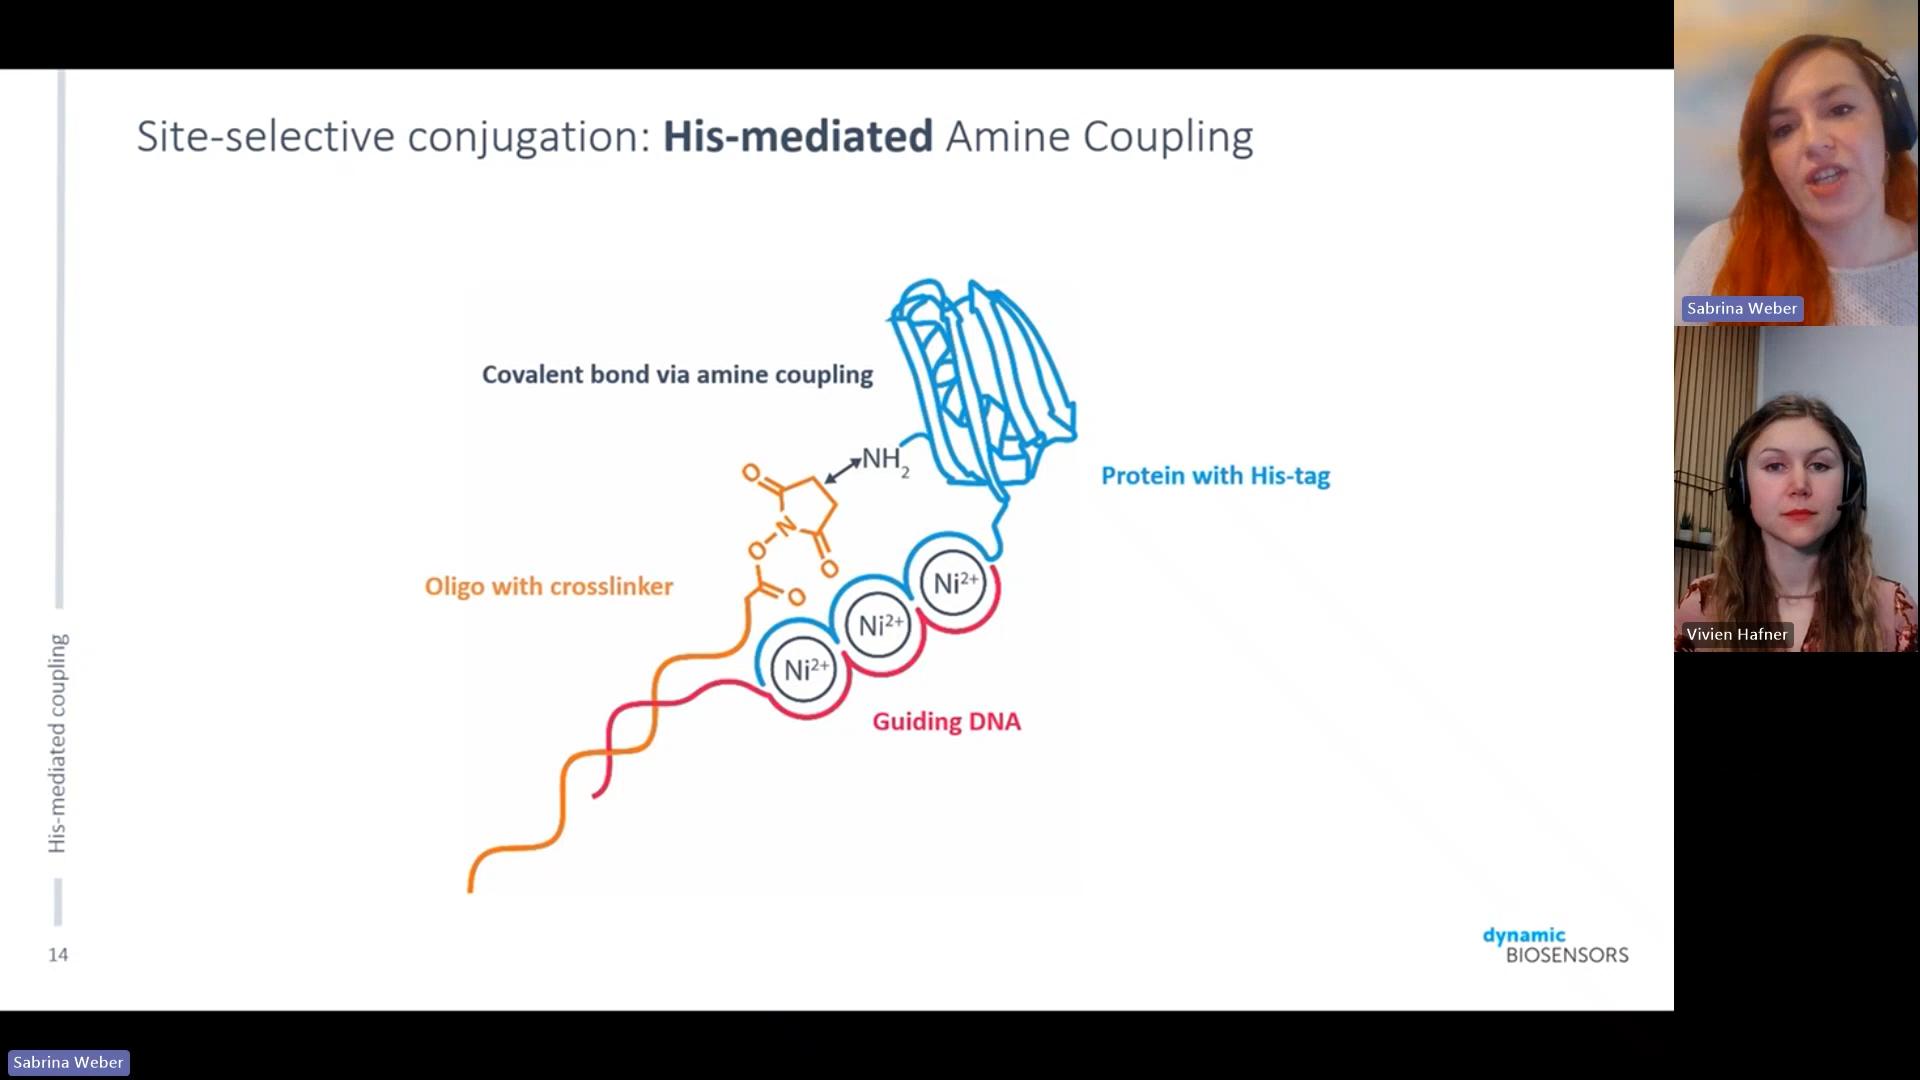 Site-selective conjugation: His-mediated Amine Coupling
Covalent bond via amine coupling
NH2
Protein with His-tag
O
N
O
O
O
Oligo with crosslinker
Ni2+
Ni2+
Ni2+
Guiding DNA
His-mediated coupling
14
dynamic
BIOSENSORS
Sabrina Weber
Vivien Hafner
Sabrina Weber